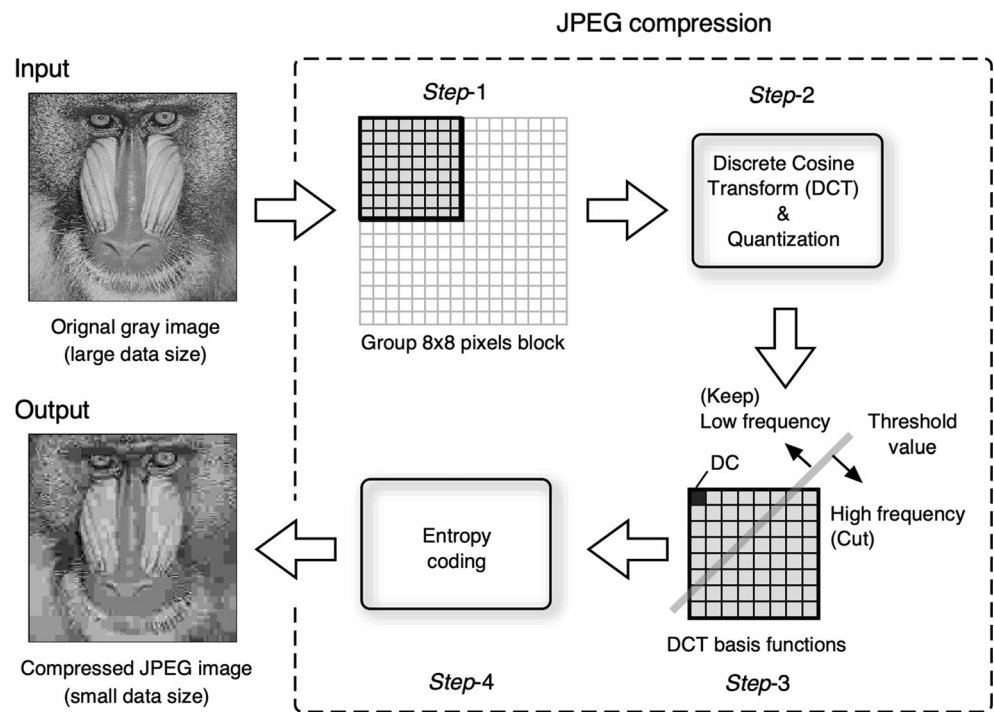 JPEG compression
Input
Step-1
Step-2
Discrete Cosine
Transform (DCT)
&
Quantization
Orignal gray image
(large data size)
Group 8x8 pixels block
Output
(Keep)
Low frequency
Threshold
value
DC
High frequency
(Cut)
Entropy
coding
DCT basis functions
Compressed JPEG image
(small data size)
Step-4
Step-3